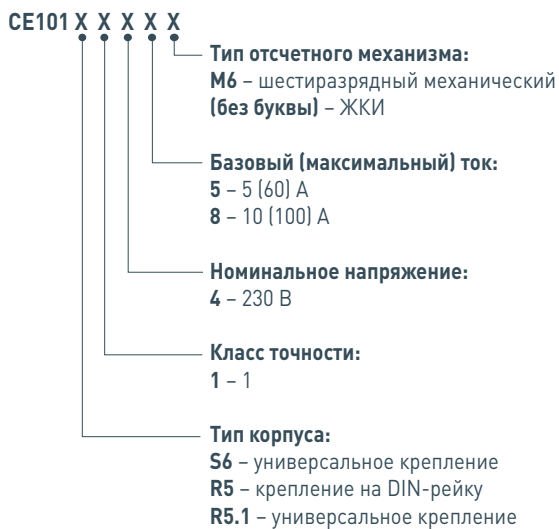 CE101 X X X X X
Тип отсчетного механизма:
M6 – шестиразрядный механический
(без буквы) – ЖКИ
Базовый (максимальный) ток:
5 – 5 (60) А
8 – 10 (100) А
Номинальное напряжение:
4 – 230 В
Класс точности:
1 – 1
Тип корпуса:
S6 – универсальное крепление
R5 – крепление на DIN-рейку
R5.1 – универсальное крепление